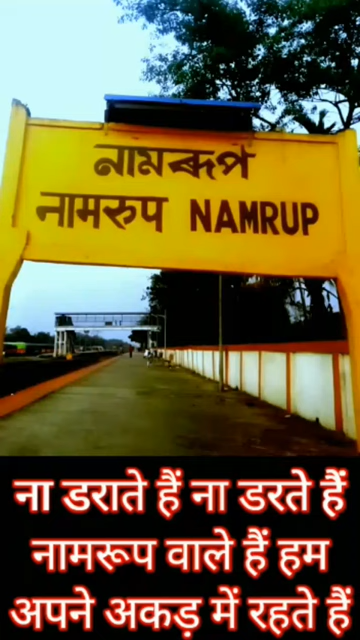 নামৰূপ
नामरुप NAMRUP
ना डराते हैं ना डरते हैं
नामरूप वाले हैं हम
अपने अकड़ में रहते हैं